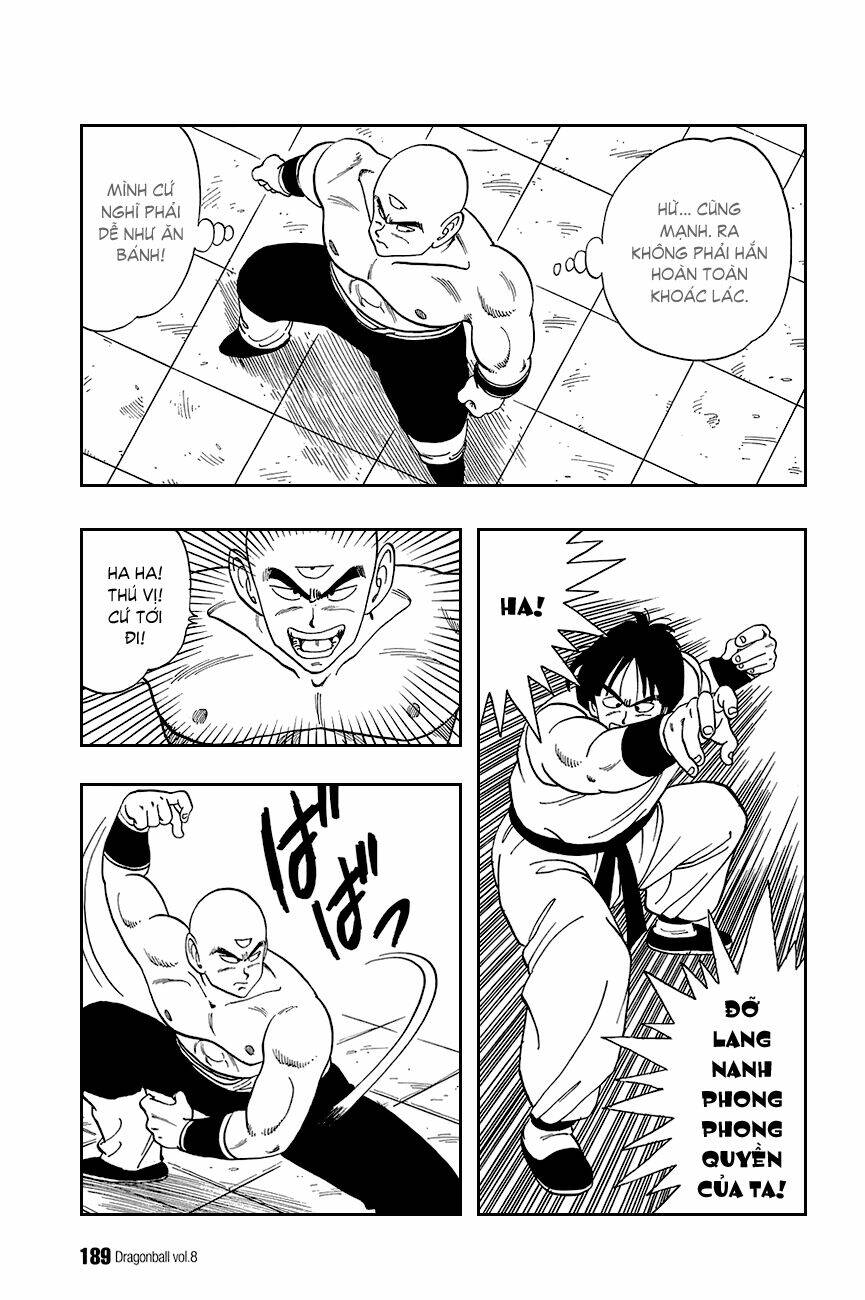 HỪ... CŨNG
MẠNH. RA
KHÔNG PHẢI HẮN
HOÀN TOÀN
KHOÁC LÁC.
MÌNH CỨ
NGHĨ PHẢI
DỄ NHƯ ĂN
BÁNH!
HA!
ĐỠ
LANG
NANH
PHONG
PHONG
QUYỀN
CỦA TA!
HA HA!
THÚ VỊ!
CỨ TỚI
ĐI!
ばばっ
189 Dragonball vol.8